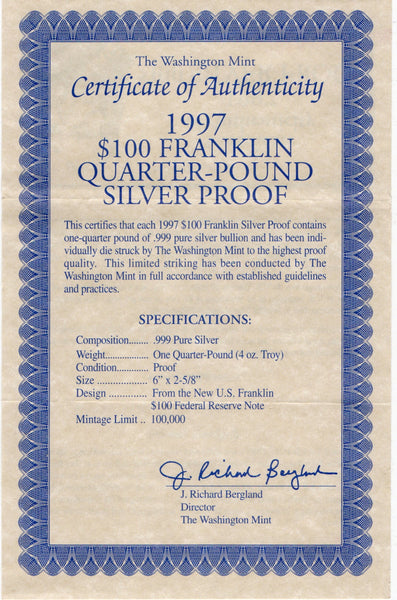 The Washington Mint
Certificate of Authenticity
1997
$100 FRANKLIN
QUARTER-POUND
SILVER PROOF
This certifies that each 1997 $100 Franklin Silver Proof contains
one-quarter pound of .999 pure silver bullion and has been indi-
vidually die struck by The Washington Mint to the highest proof
quality. This limited striking has been conducted by The
Washington Mint in full accordance with established guidelines
and practices.
SPECIFICATIONS:
Composition........ .999 Pure Silver
Weight.................. One Quarter-Pound (4 oz. Troy)
Condition............. Proof
Size ................... 6" x 2-5/8"
Design .............. From the New U.S. Franklin
$100 Federal Reserve Note
Mintage Limit .. 100,000
J. Richard Bergland
J. Richard Bergland
Director
The Washington Mint